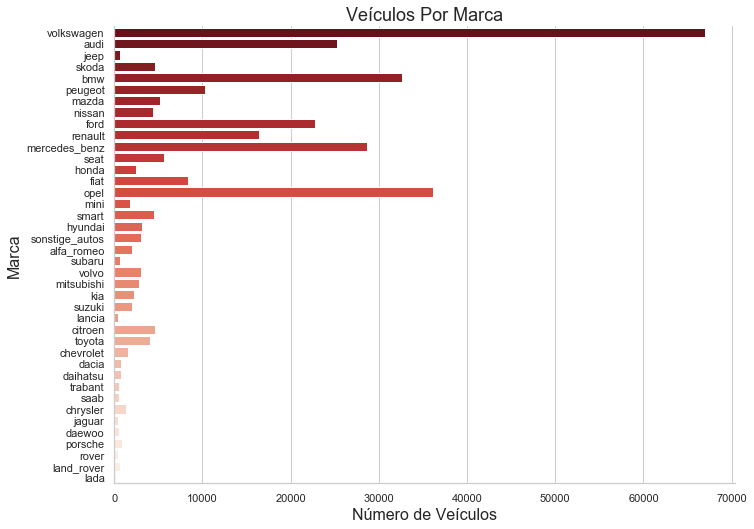 Veículos Por Marca
volkswagen
audi
jeep
skoda
bmw
peugeot
mazda
nissan
ford
renault
mercedes_benz
seat
honda
fiat
opel
mini
smart
hyundai
sonstige_autos
alfa_romeo
subaru
volvo
mitsubishi
kia
suzuki
lancia
citroen
toyota
chevrolet
dacia
daihatsu
trabant
saab
chrysler
jaguar
daewoo
porsche
rover
land_rover
lada
Marca
0 10000 20000 30000 40000 50000 60000 70000
Número de Veículos